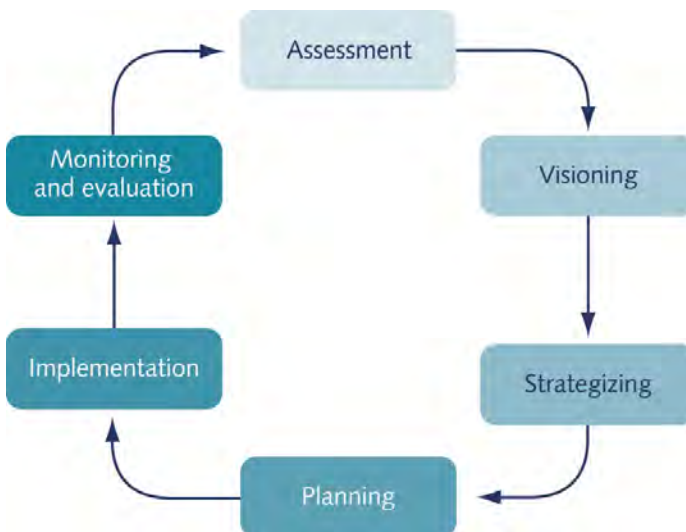 Assessment
Visioning
Strategizing
Planning
Implementation
Monitoring
and evaluation